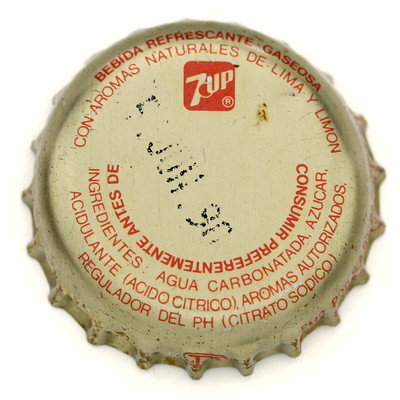 BEBIDA REFRESCANTE GASEOSA
CON AROMAS NATURALES DE LIMA Y LIMON
7UP®
CONSUMIR PREFERENTEMENTE ANTES DE
INGREDIENTES: AGUA CARBONATADA, AZUCAR,
ACIDULANTE (ACIDO CITRICO), AROMAS AUTORIZADOS,
REGULADOR DEL PH (CITRATO SODICO)